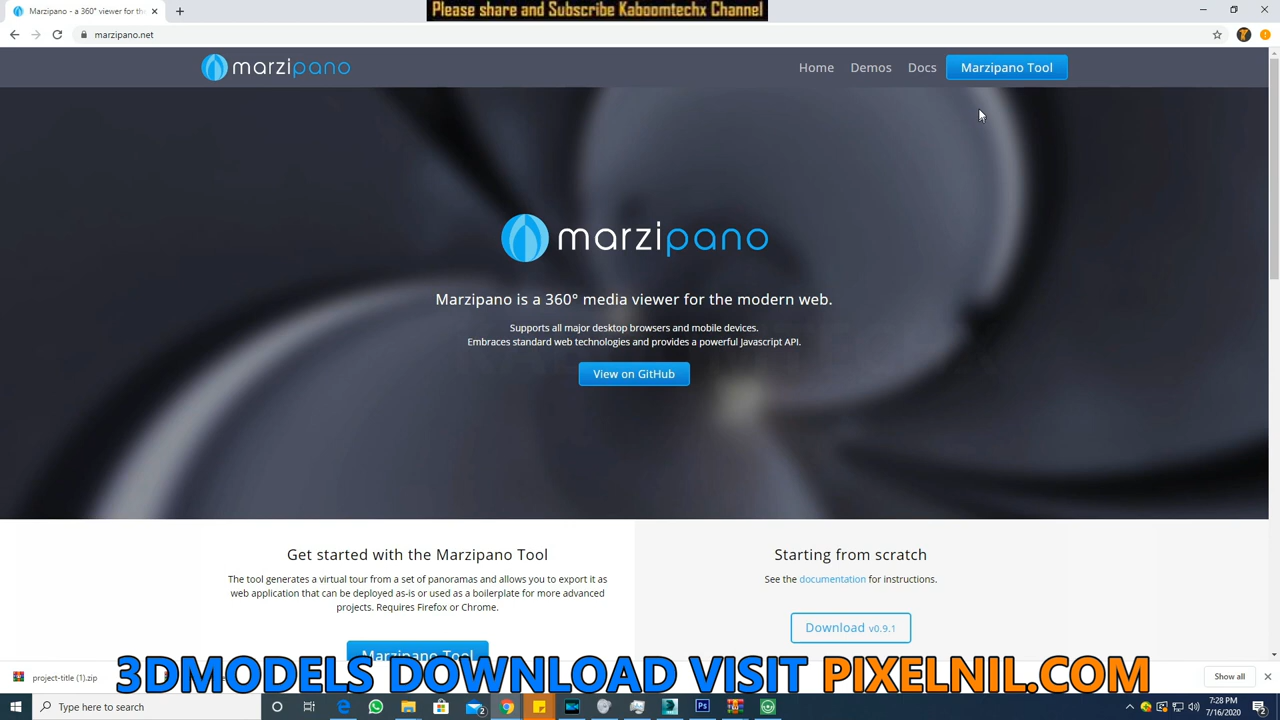 Marzipano - a 360° viewer for the
Please share and Subscribe Kaboomtechx Channel
marzipano.net
marzipano
Home
Demos
Docs
Marzipano Tool
marzipano
Marzipano is a 360° media viewer for the modern web.
Supports all major desktop browsers and mobile devices.
Embraces standard web technologies and provides a powerful Javascript API.
View on GitHub
Get started with the Marzipano Tool
The tool generates a virtual tour from a set of panoramas and allows you to export it as
web application that can be deployed as-is or used as a boilerplate for more advanced
projects. Requires Firefox or Chrome.
Marzipano Tool
Starting from scratch
See the documentation for instructions.
Download v0.9.1
project-title (1).zip
3DMODELS DOWNLOAD VISIT PIXELNIL.COM
Show all
Type here to search
7:28 PM
7/16/2020